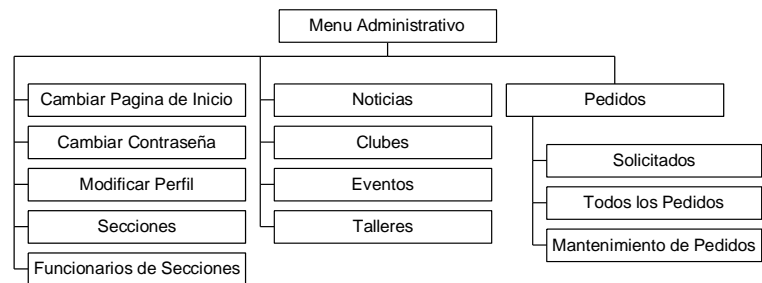 Menu Administrativo
Cambiar Pagina de Inicio
Cambiar Contraseña
Modificar Perfil
Secciones
Funcionarios de Secciones
Noticias
Clubes
Eventos
Talleres
Pedidos
Solicitados
Todos los Pedidos
Mantenimiento de Pedidos